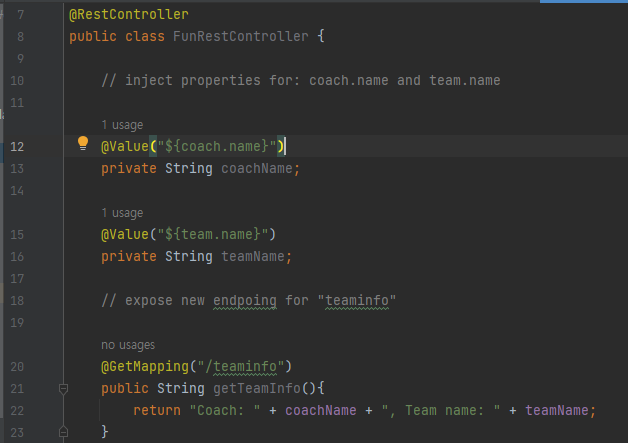 7 @RestController
8 public class FunRestController {
9
10 // inject properties for: coach.name and team.name
11
1 usage
12 @Value("${coach.name}")
13 private String coachName;
14
1 usage
15 @Value("${team.name}")
16 private String teamName;
17
18 // expose new endpoing for "teaminfo"
19
no usages
20 @GetMapping("/teaminfo")
21 public String getTeamInfo(){
22 return "Coach: " + coachName + ", Team name: " + teamName;
23 }